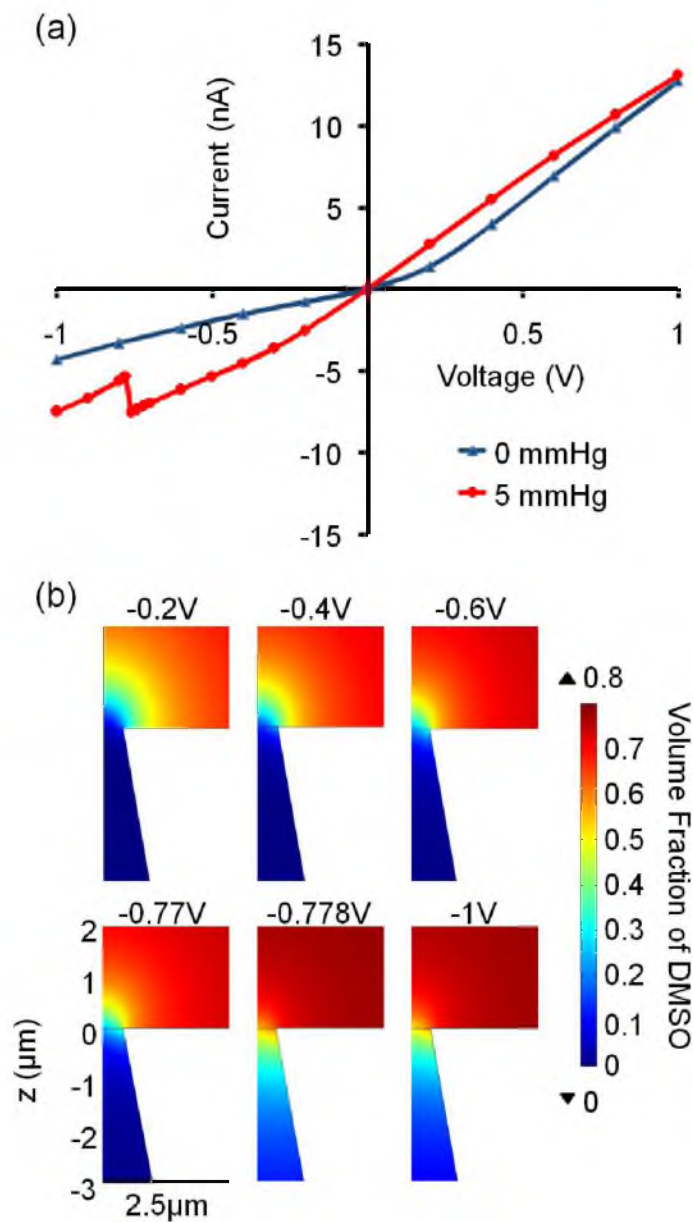 (a)
15
10
5
Current (nA)
-1
-0.5
0.5
1
-5
Voltage (V)
-10
0 mmHg
5 mmHg
-15
(b)
-0.2V
-0.4V
-0.6V
0.8
0.7
0.6
0.5
0.4
0.3
0.2
0.1
0
0
Volume Fraction of DMSO
-0.77V
-0.778V
-1V
2
1
0
-1
-2
-3
z (µm)
2.5µm